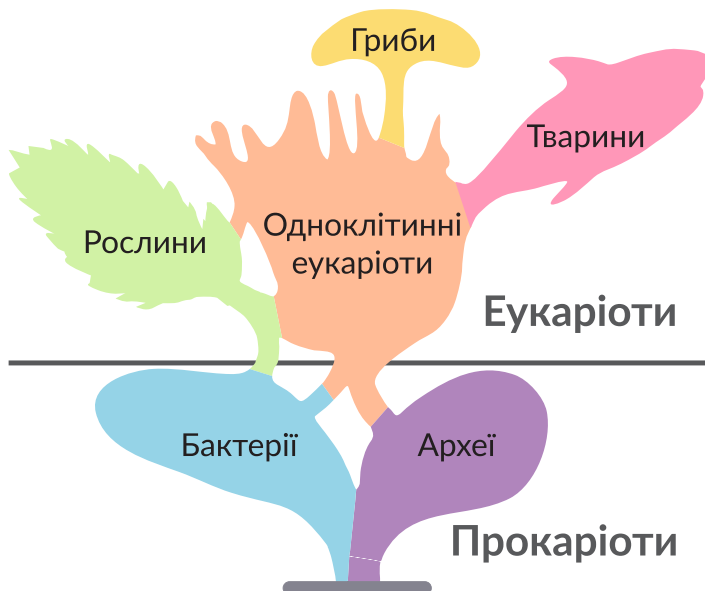 Гриби
Тварини
Рослини
Одноклітинні
еукаріоти
Еукаріоти
Бактерії
Археї
Прокаріоти